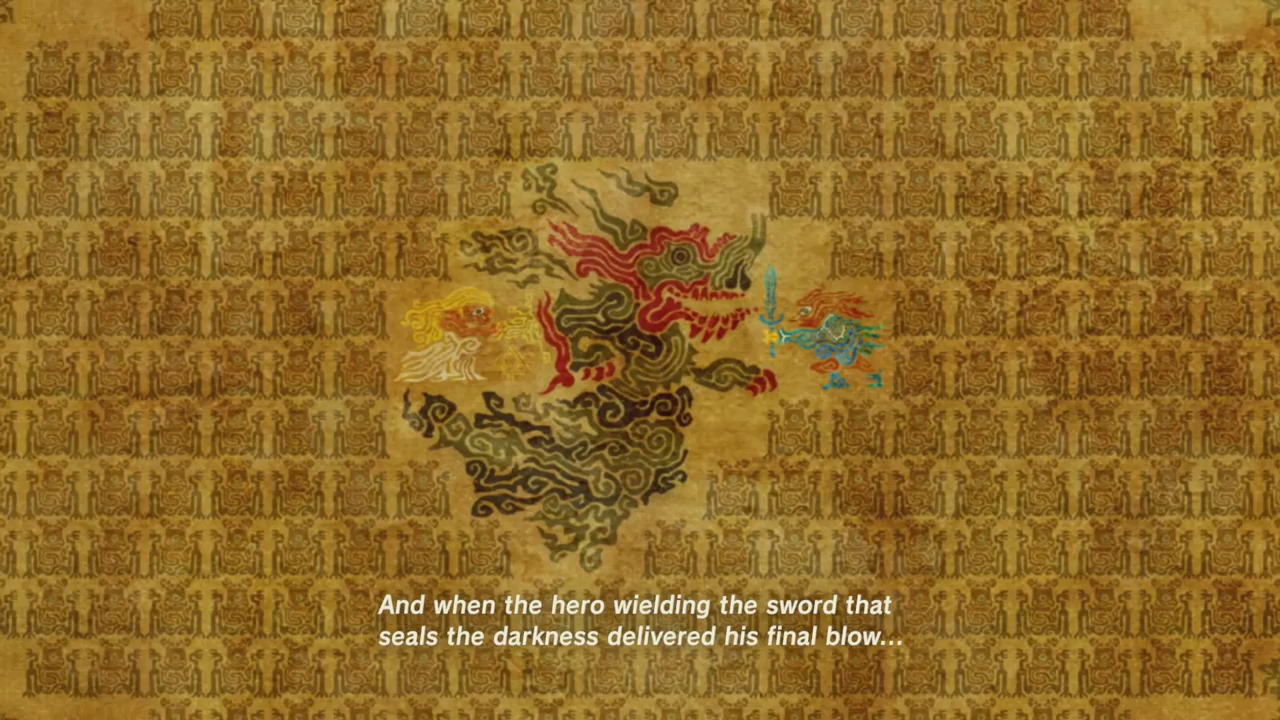 And when the hero wielding the sword that
seals the darkness delivered his final blow...